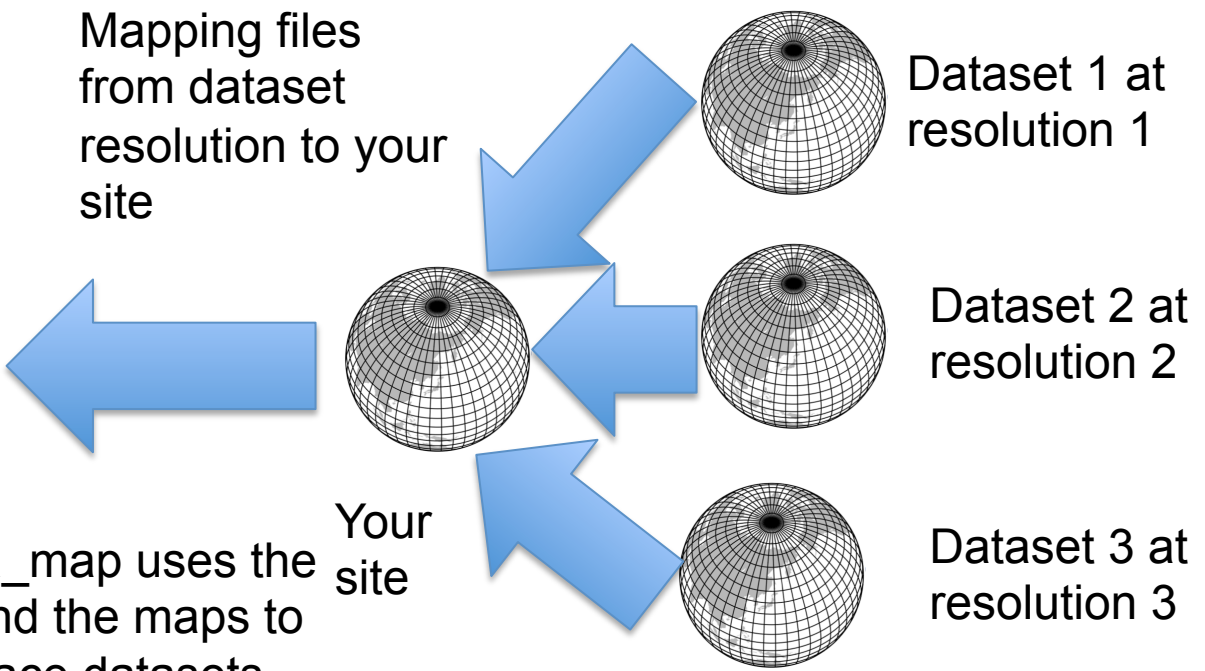 Mapping files
from dataset
resolution to your
site
Dataset 1 at
resolution 1
Dataset 2 at
resolution 2
Your
site
_map uses the
nd the maps to
Dataset 3 at
resolution 3
datasets